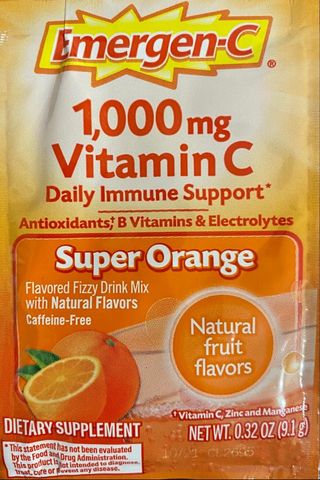 Emergen-C®
1,000 mg
Vitamin C
Daily Immune Support*
Antioxidants,† B Vitamins & Electrolytes
Super Orange
Flavored Fizzy Drink Mix
with Natural Flavors
Caffeine-Free
Natural
fruit
flavors
† Vitamin C, Zinc and Manganese
DIETARY SUPPLEMENT
NET WT. 0.32 OZ (9.1 g)
*This statement has not been evaluated
by the Food and Drug Administration.
This product is not intended to diagnose,
treat, cure or prevent any disease.